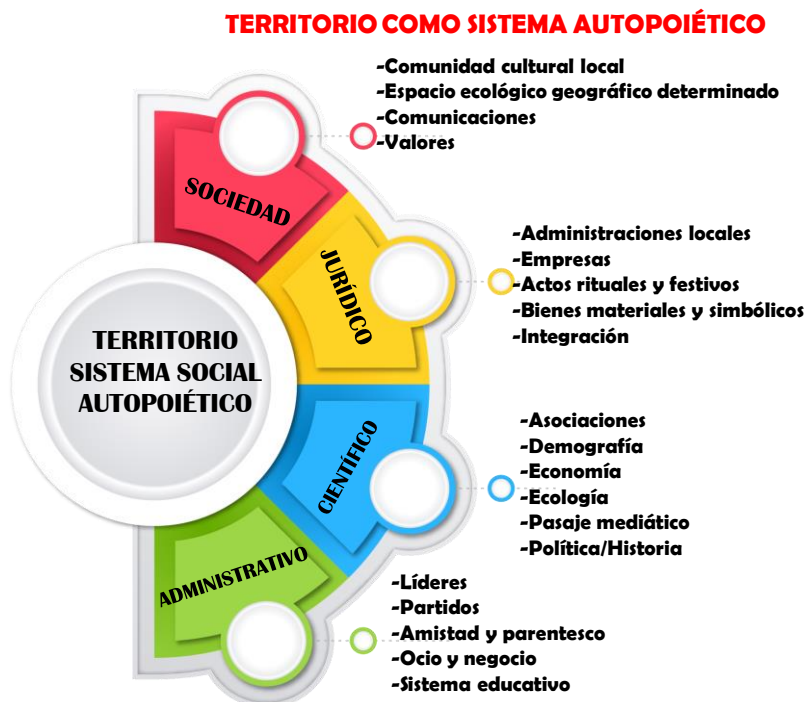 TERRITORIO COMO SISTEMA AUTOPOIÉTICO
-Comunidad cultural local
-Espacio ecológico geográfico determinado
-Comunicaciones
-Valores
SOCIEDAD
-Administraciones locales
-Empresas
-Actos rituales y festivos
-Bienes materiales y simbólicos
-Integración
JURÍDICO
TERRITORIO
SISTEMA SOCIAL
AUTOPOIÉTICO
-Asociaciones
-Demografía
-Economía
-Ecología
-Pasaje mediático
-Política/Historia
CIENTÍFICO
ADMINISTRATIVO
-Líderes
-Partidos
-Amistad y parentesco
-Ocio y negocio
-Sistema educativo